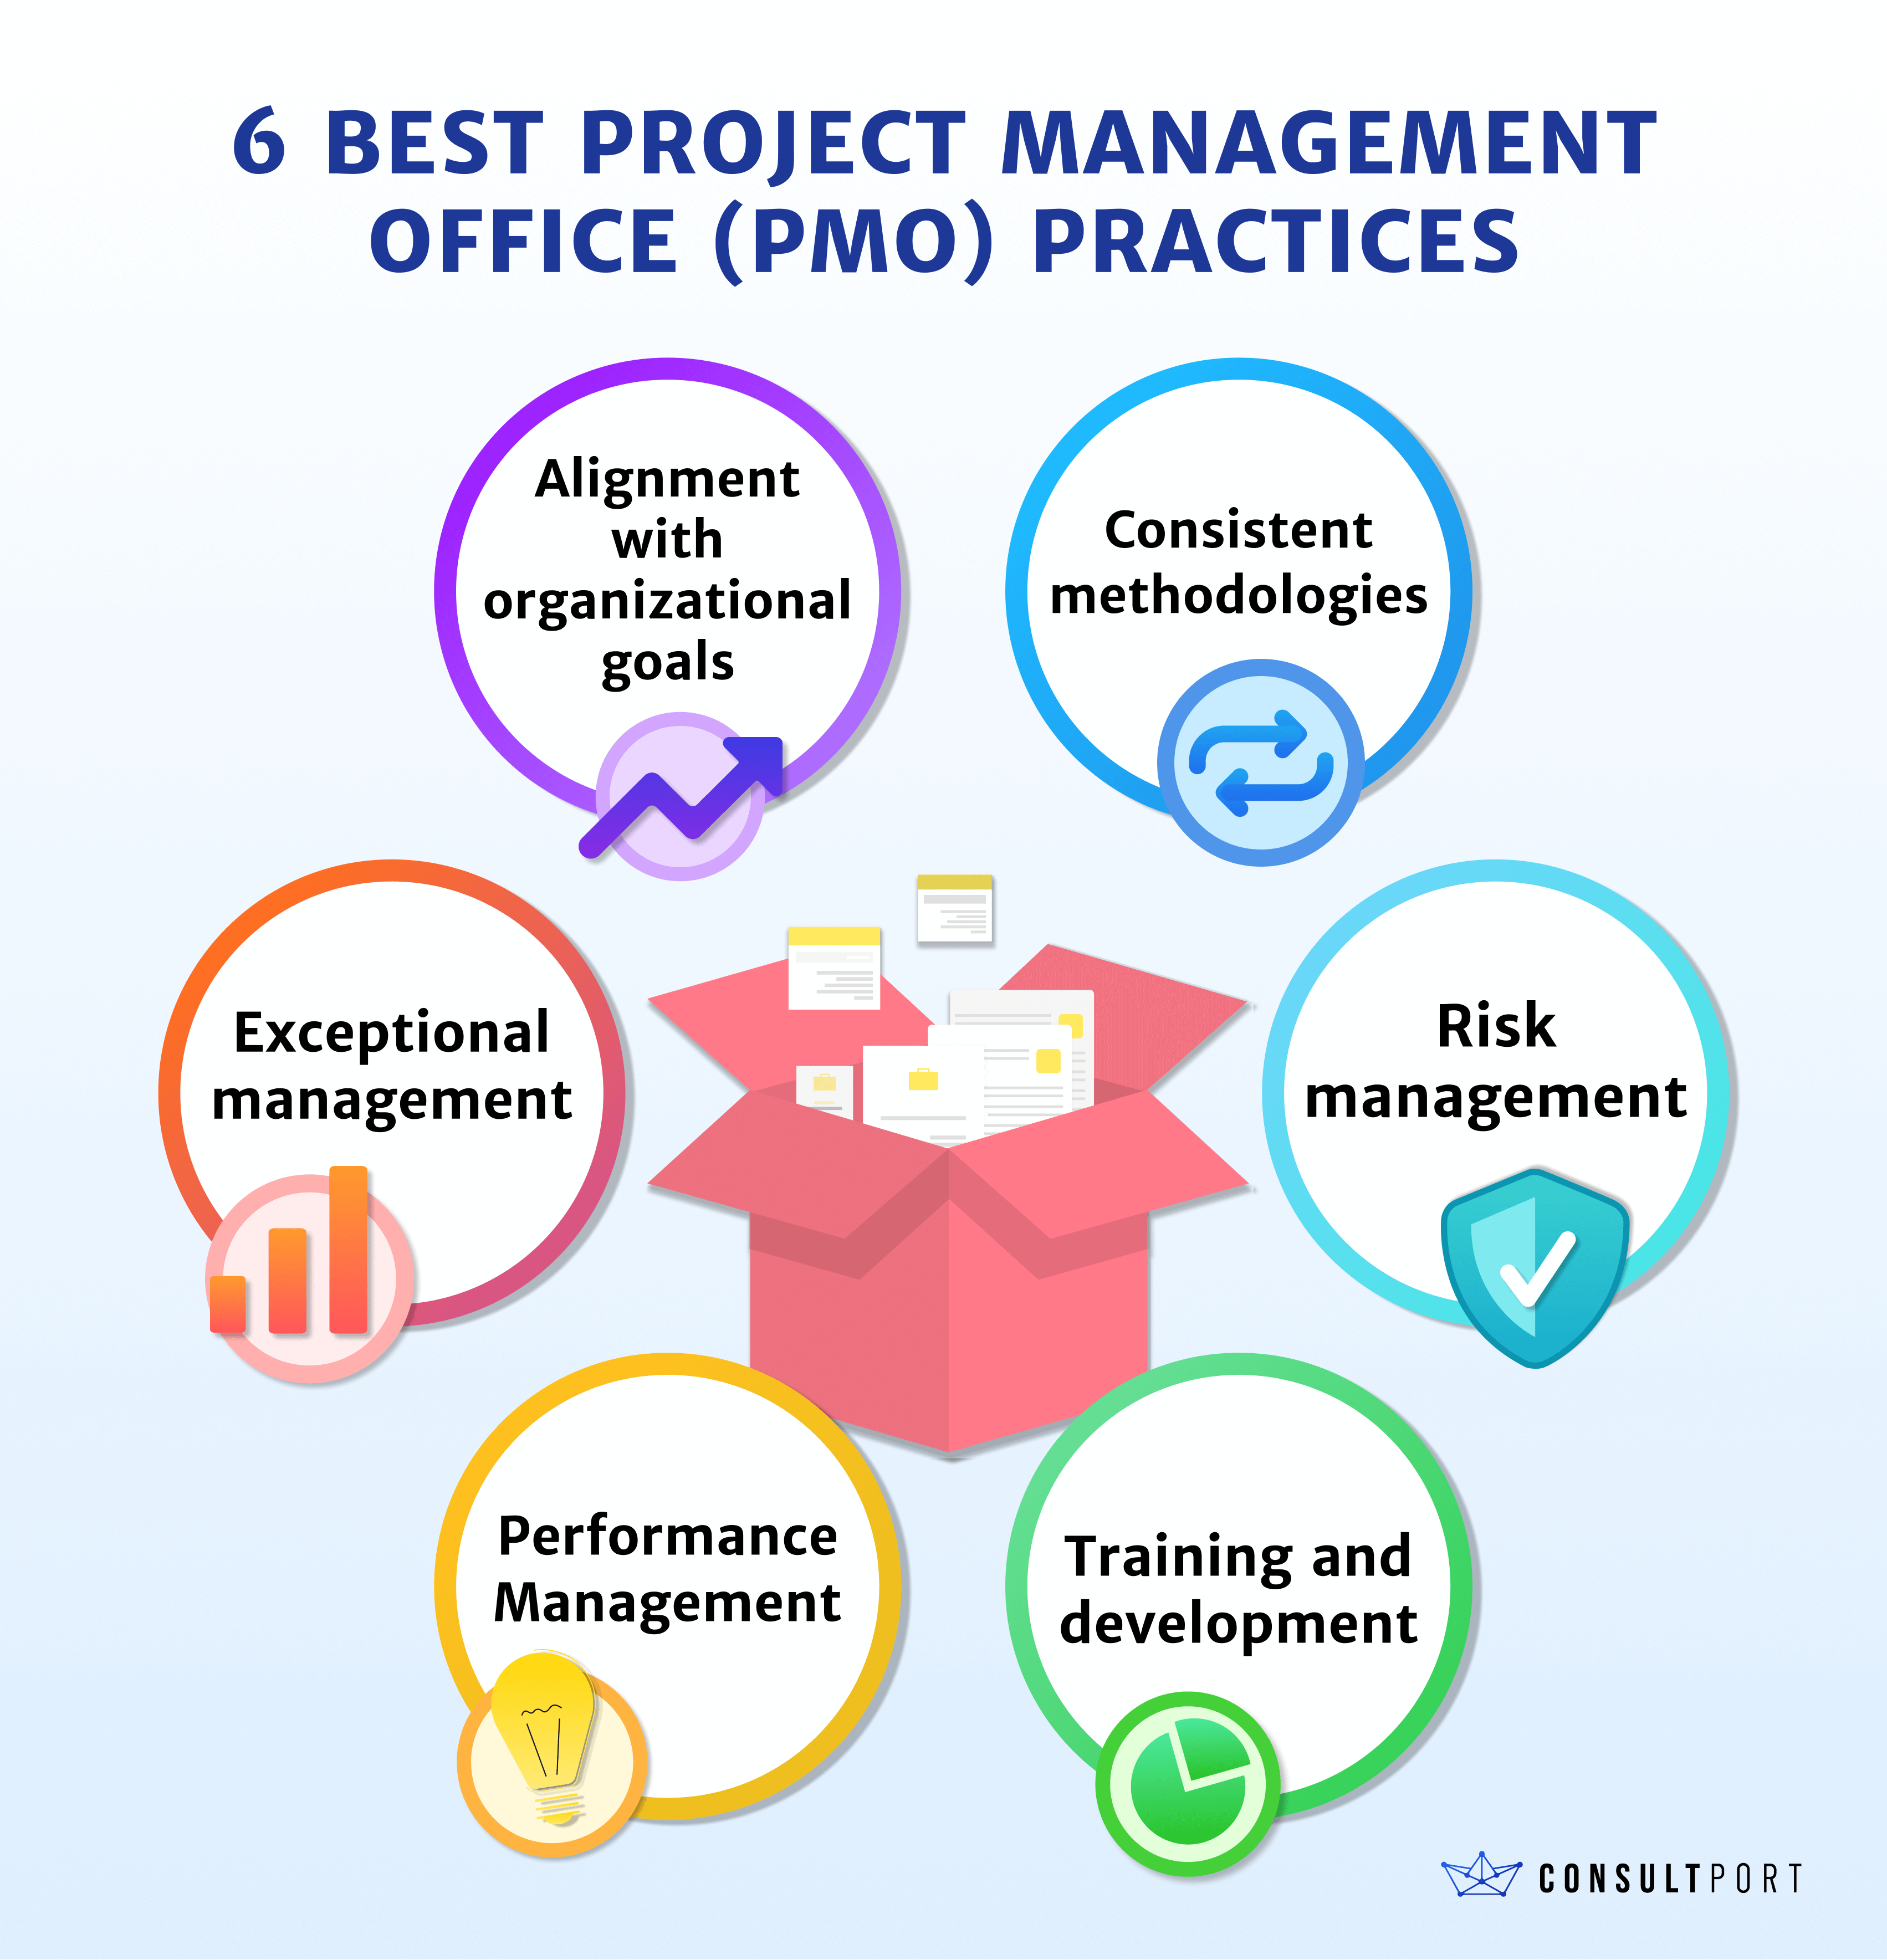 6 BEST PROJECT MANAGEMENT
OFFICE (PMO) PRACTICES
Alignment
with
organizational
goals
Consistent
methodologies
Exceptional
management
Risk
management
Performance
Management
Training and
development
CONSULTPORT